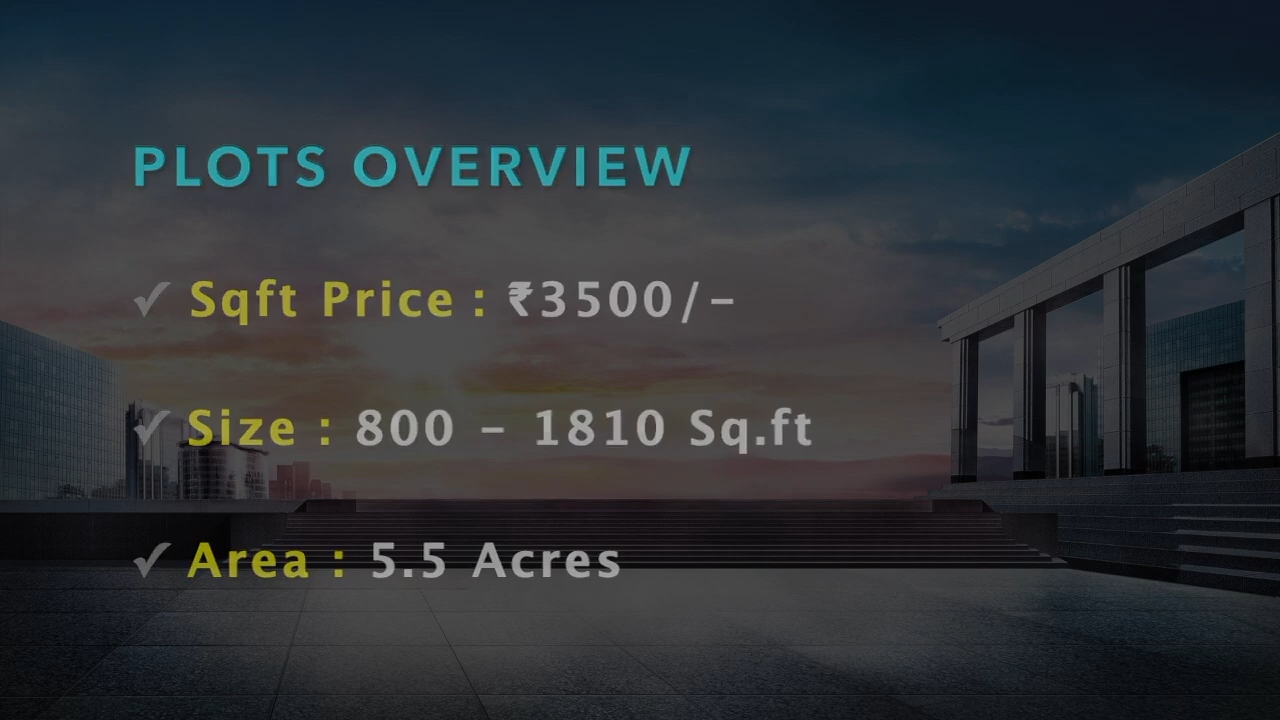 PLOTS OVERVIEW
✓ Sqft Price : ₹3500/-
✓ Size : 800 - 1810 Sq.ft
✓ Area : 5.5 Acres